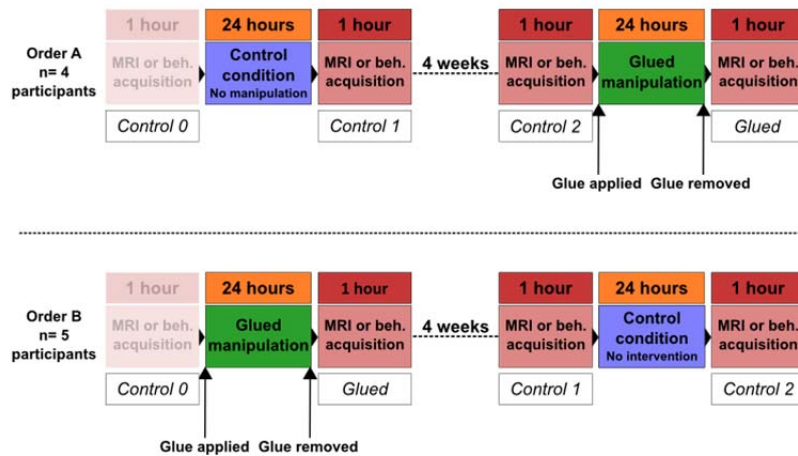 1 hour 24 hours 1 hour 1 hour 24 hours 1 hour
Order A
n= 4
participants
MRI or beh.
acquisition
Control
condition
No manipulation
MRI or beh.
acquisition
4 weeks
MRI or beh.
acquisition
Glued
manipulation
MRI or beh.
acquisition
Control 0 Control 1 Control 2 Glued
Glue applied Glue removed
1 hour 24 hours 1 hour 1 hour 24 hours 1 hour
Order B
n= 5
participants
MRI or beh.
acquisition
Glued
manipulation
MRI or beh.
acquisition
4 weeks
MRI or beh.
acquisition
Control
condition
No intervention
MRI or beh.
acquisition
Control 0 Glued Control 1 Control 2
Glue applied Glue removed